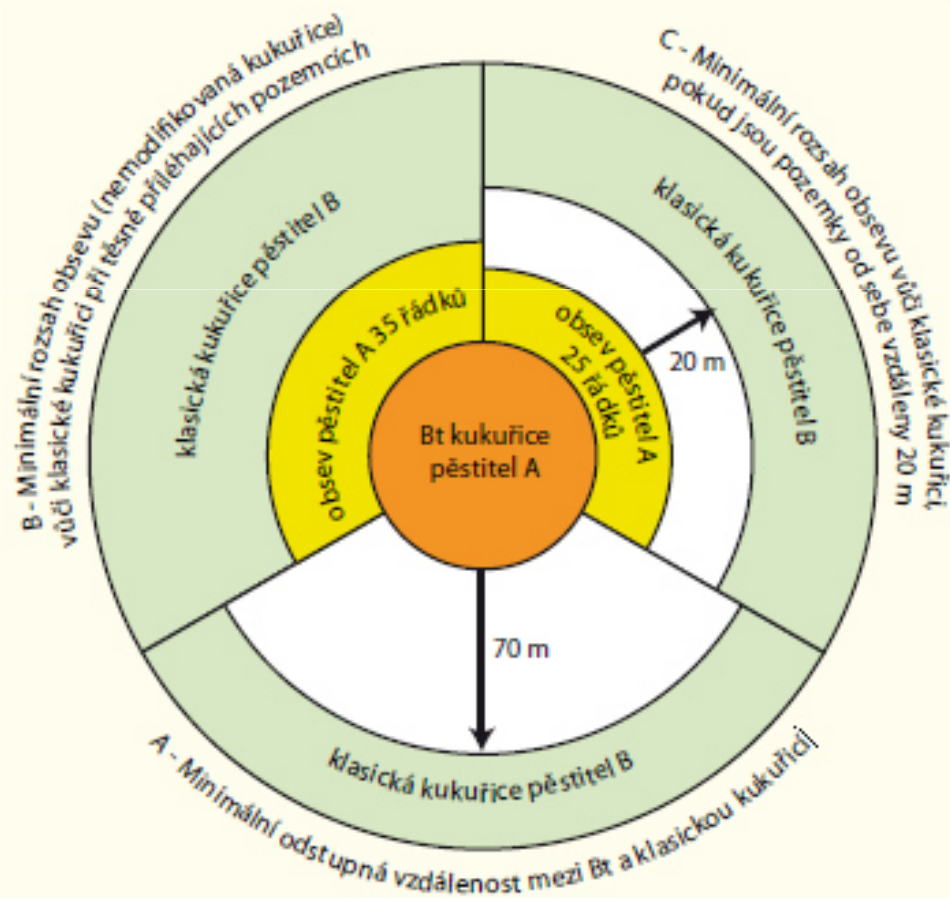 B - Minimální rozsah obsevu (nemodifikovaná kukuřice)
vůči klasické kukuřici při těsně přiléhajících pozemcích
C - Minimální rozsah obsevu vůči klasické kukuřici,
pokud jsou pozemky od sebe vzdáleny 20 m
klasická kukuřice pěstitel B
obsev pěstitel A 35 řádků
obsev pěstitel A
25 řádků
20 m
klasická kukuřice pěstitel B
Bt kukuřice
pěstitel A
70 m
klasická kukuřice pěstitel B
A - Minimální odstupná vzdálenost mezi Bt a klasickou kukuřicí